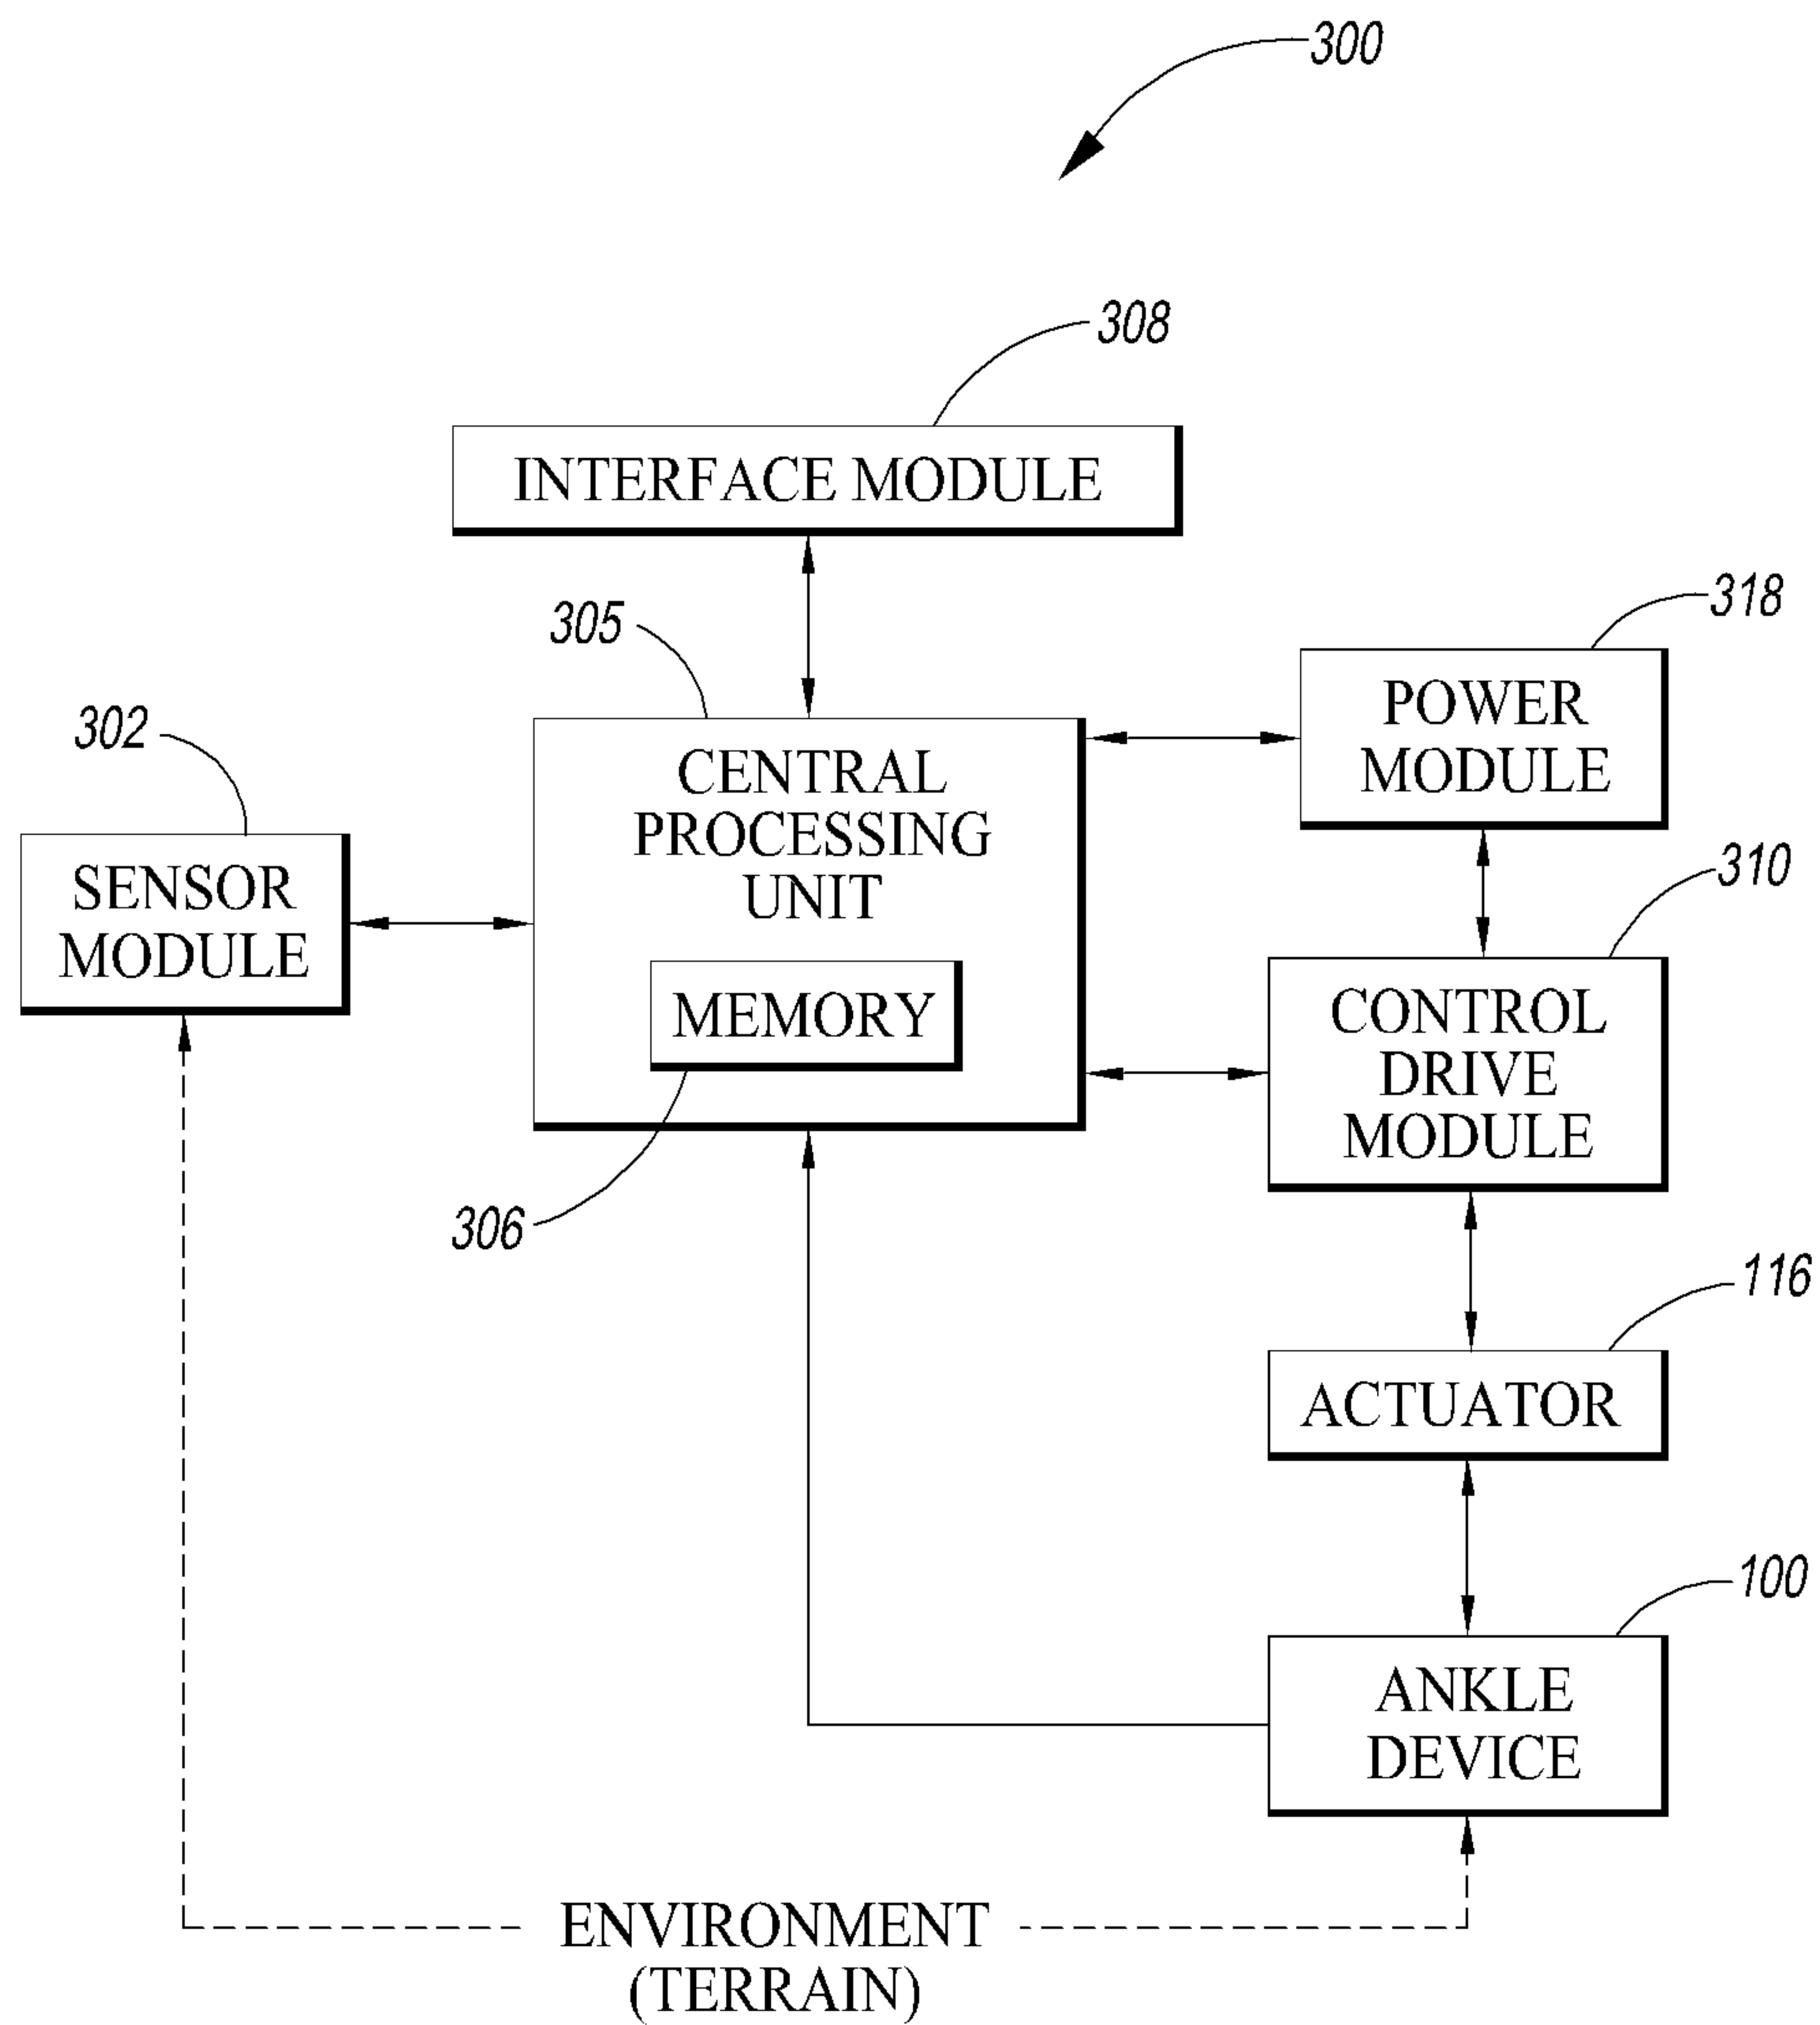 300
308
INTERFACE MODULE
305
318
POWER
MODULE
302
CENTRAL
PROCESSING
UNIT
SENSOR
MODULE
310
MEMORY
CONTROL
DRIVE
MODULE
306
116
ACTUATOR
100
ANKLE
DEVICE
ENVIRONMENT
(TERRAIN)